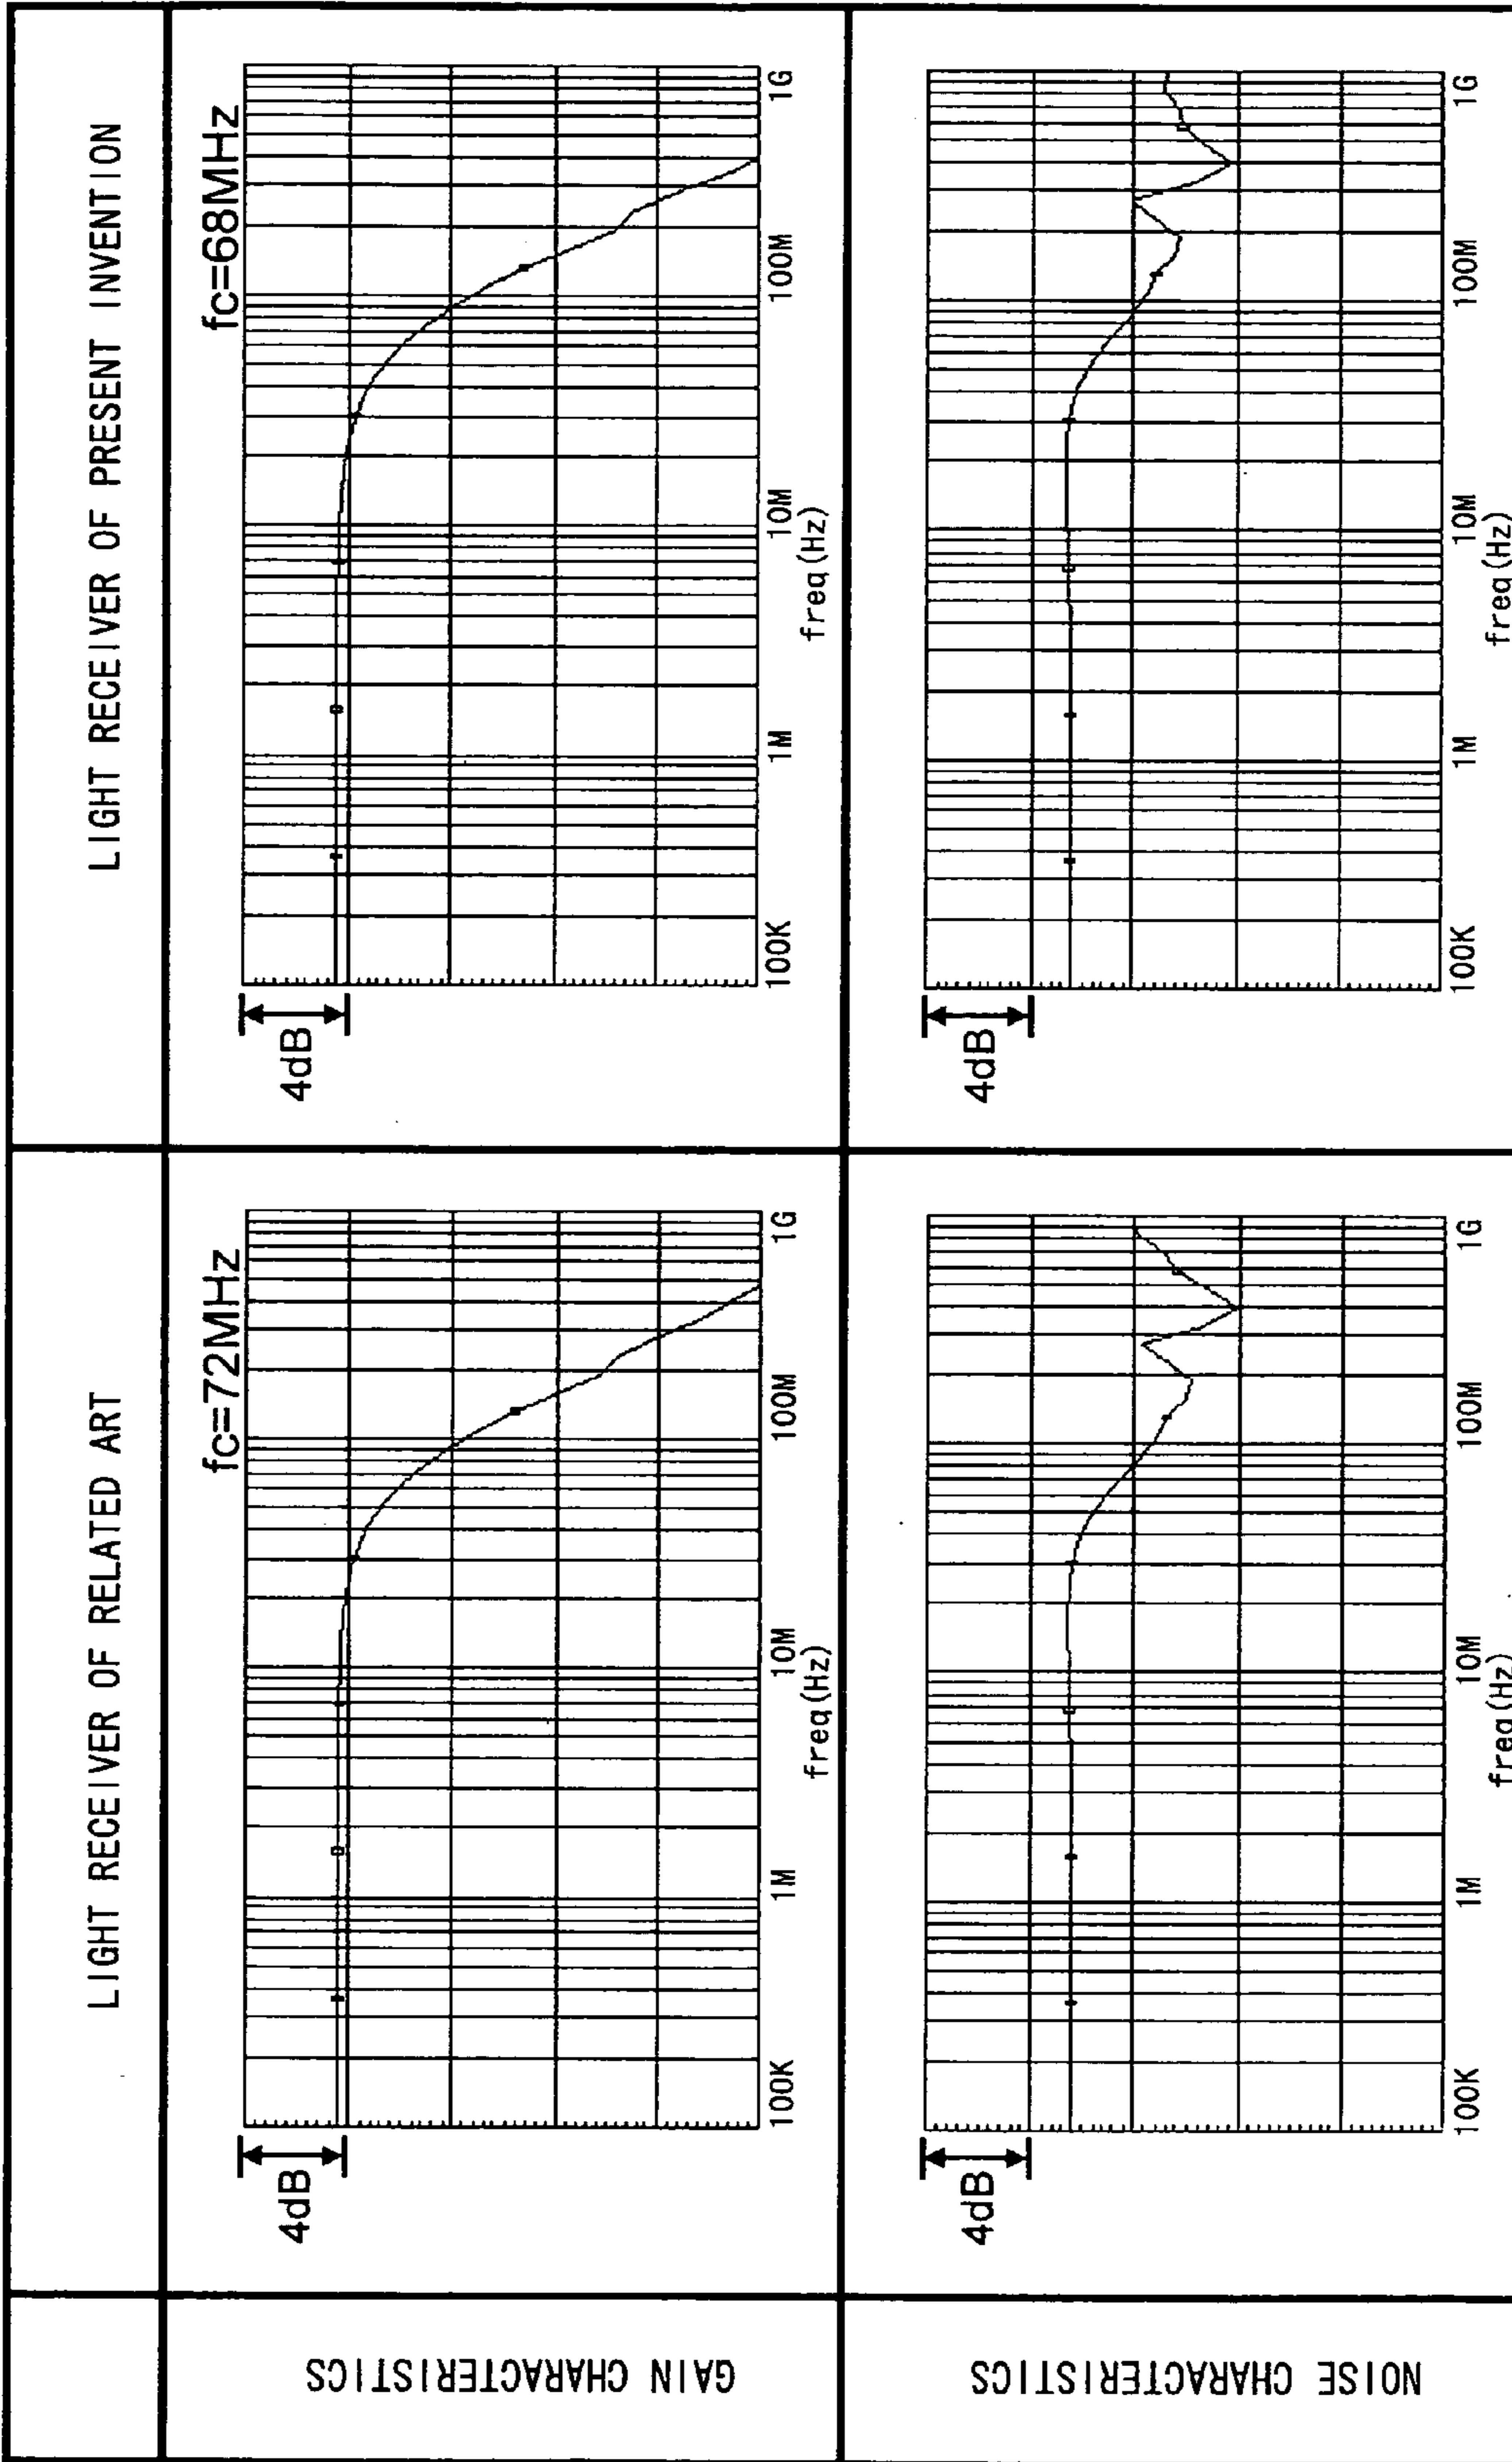 LIGHT RECEIVER OF RELATED ART
LIGHT RECEIVER OF PRESENT INVENTION
GAIN CHARACTERISTICS
4dB
fc=72MHz
100K
1M
10M
100M
1G
freq(Hz)
4dB
fc=68MHz
100K
1M
10M
100M
1G
freq(Hz)
NOISE CHARACTERISTICS
4dB
100K
1M
10M
100M
1G
freq(Hz)
4dB
100K
1M
10M
100M
1G
freq(Hz)